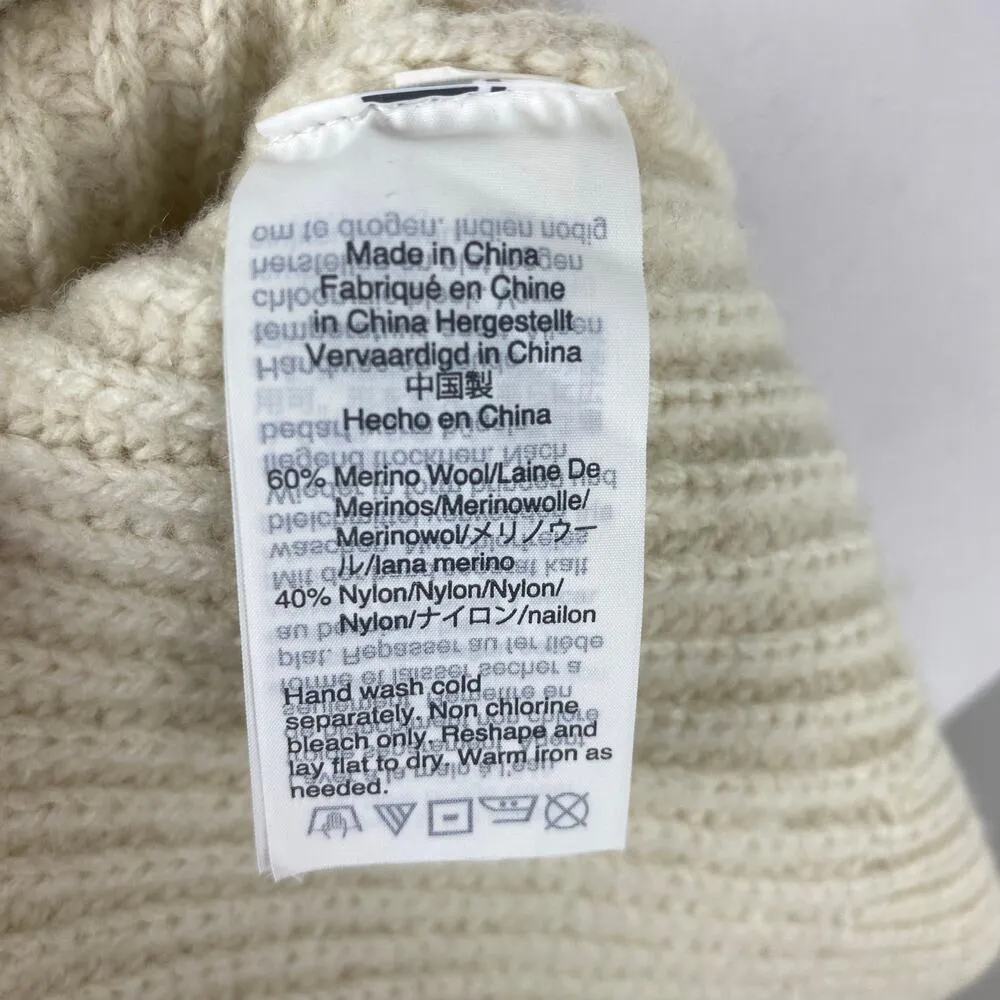 Made in China
Fabriqué en Chine
in China Hergestellt
Vervaardigd in China
中国製
Hecho en China
60% Merino Wool/Laine De
Merinos/Merinowolle/
Merinowol/メリノウー
ル/lana merino
40% Nylon/Nylon/Nylon/
Nylon/ナイロン/nailon
Hand wash cold
separately. Non chlorine
bleach only. Reshape and
lay flat to dry. Warm iron as
needed.